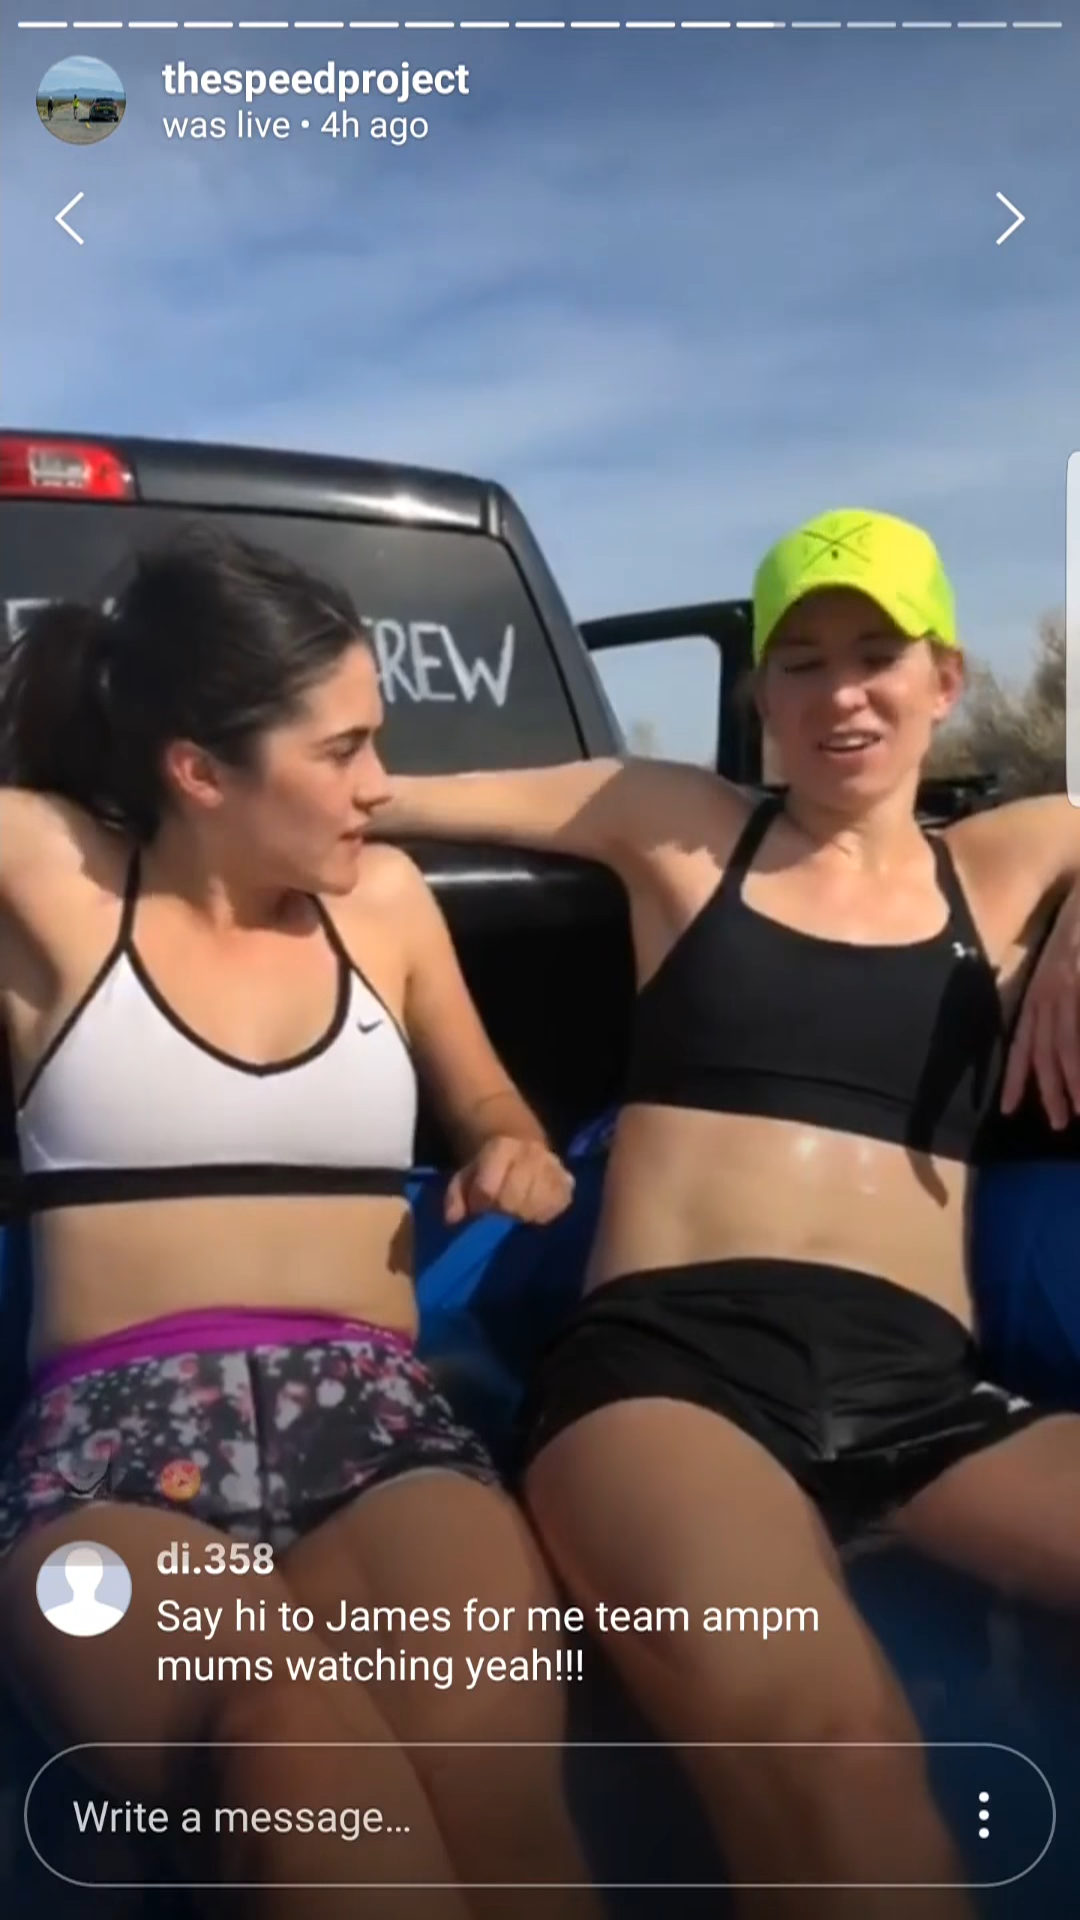 thespeedproject
was live • 4h ago
REW
di.358
Say hi to James for me team ampm
mums watching yeah!!!
Write a message...